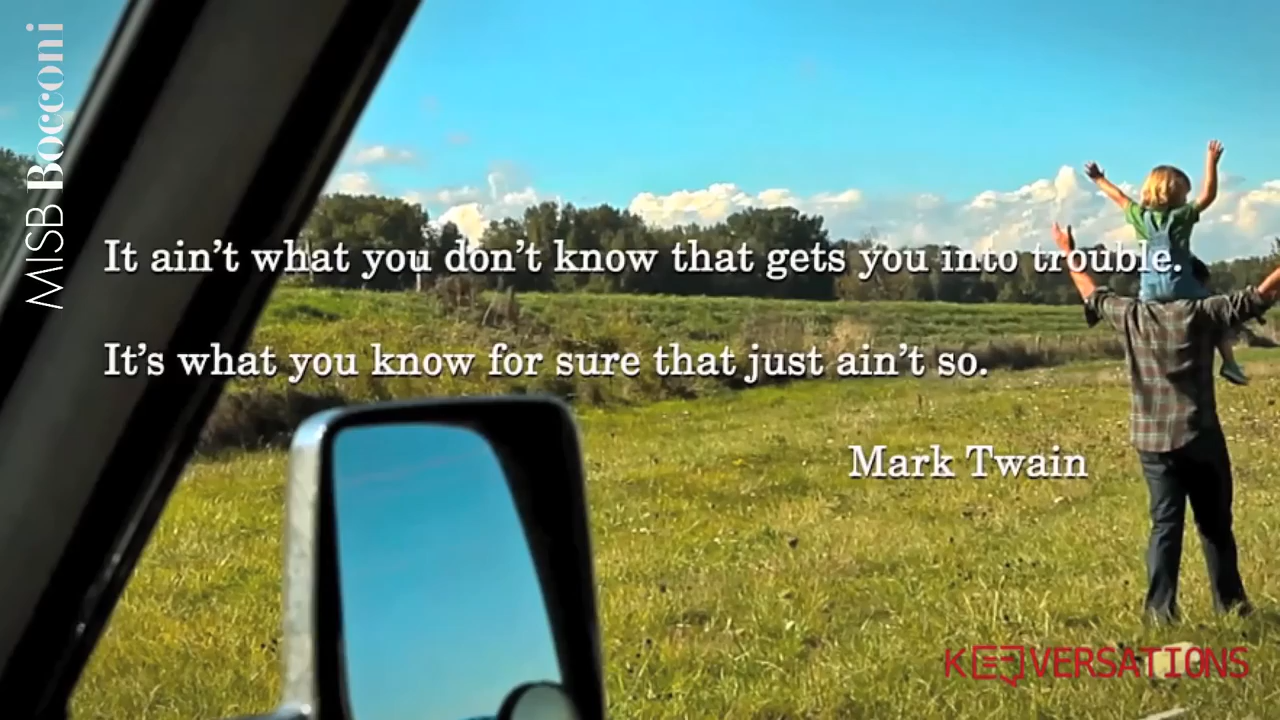 MISB Bocconi
It ain't what you don't know that gets you into trouble.
It's what you know for sure that just ain't so.
Mark Twain
KEEVERSATIONS